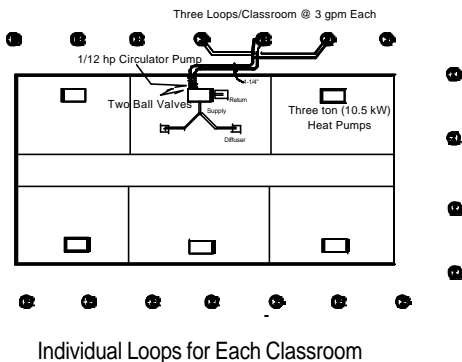 Three Loops/Classroom @ 3 gpm Each
1/12 hp Circulator Pump
1-1/4"
Two Ball Valves
Return
Supply
Three ton (10.5 kW)
Heat Pumps
Diffuser
Individual Loops for Each Classroom